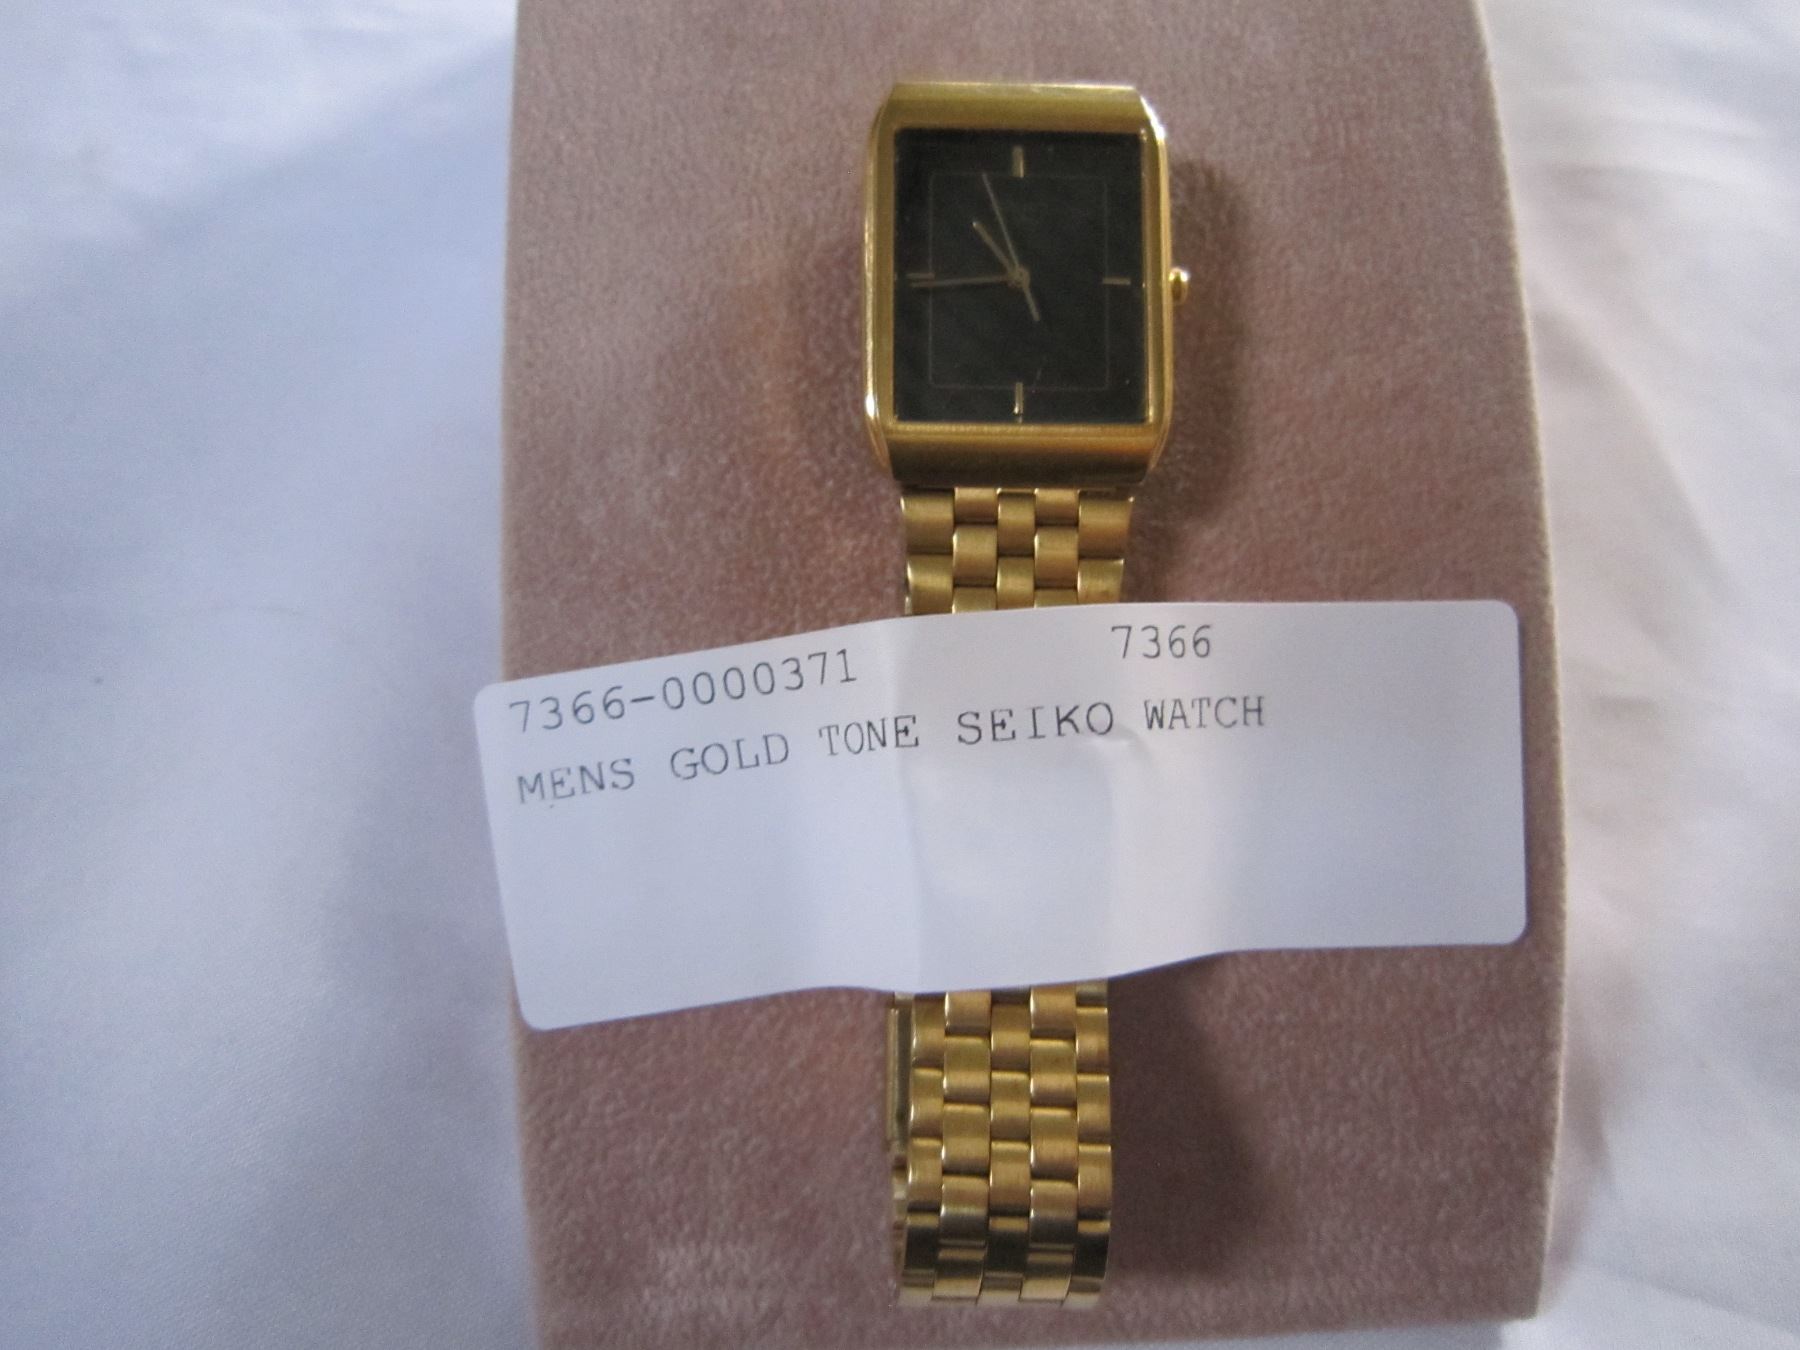 7366-0000371 7366
MENS GOLD TONE SEIKO WATCH